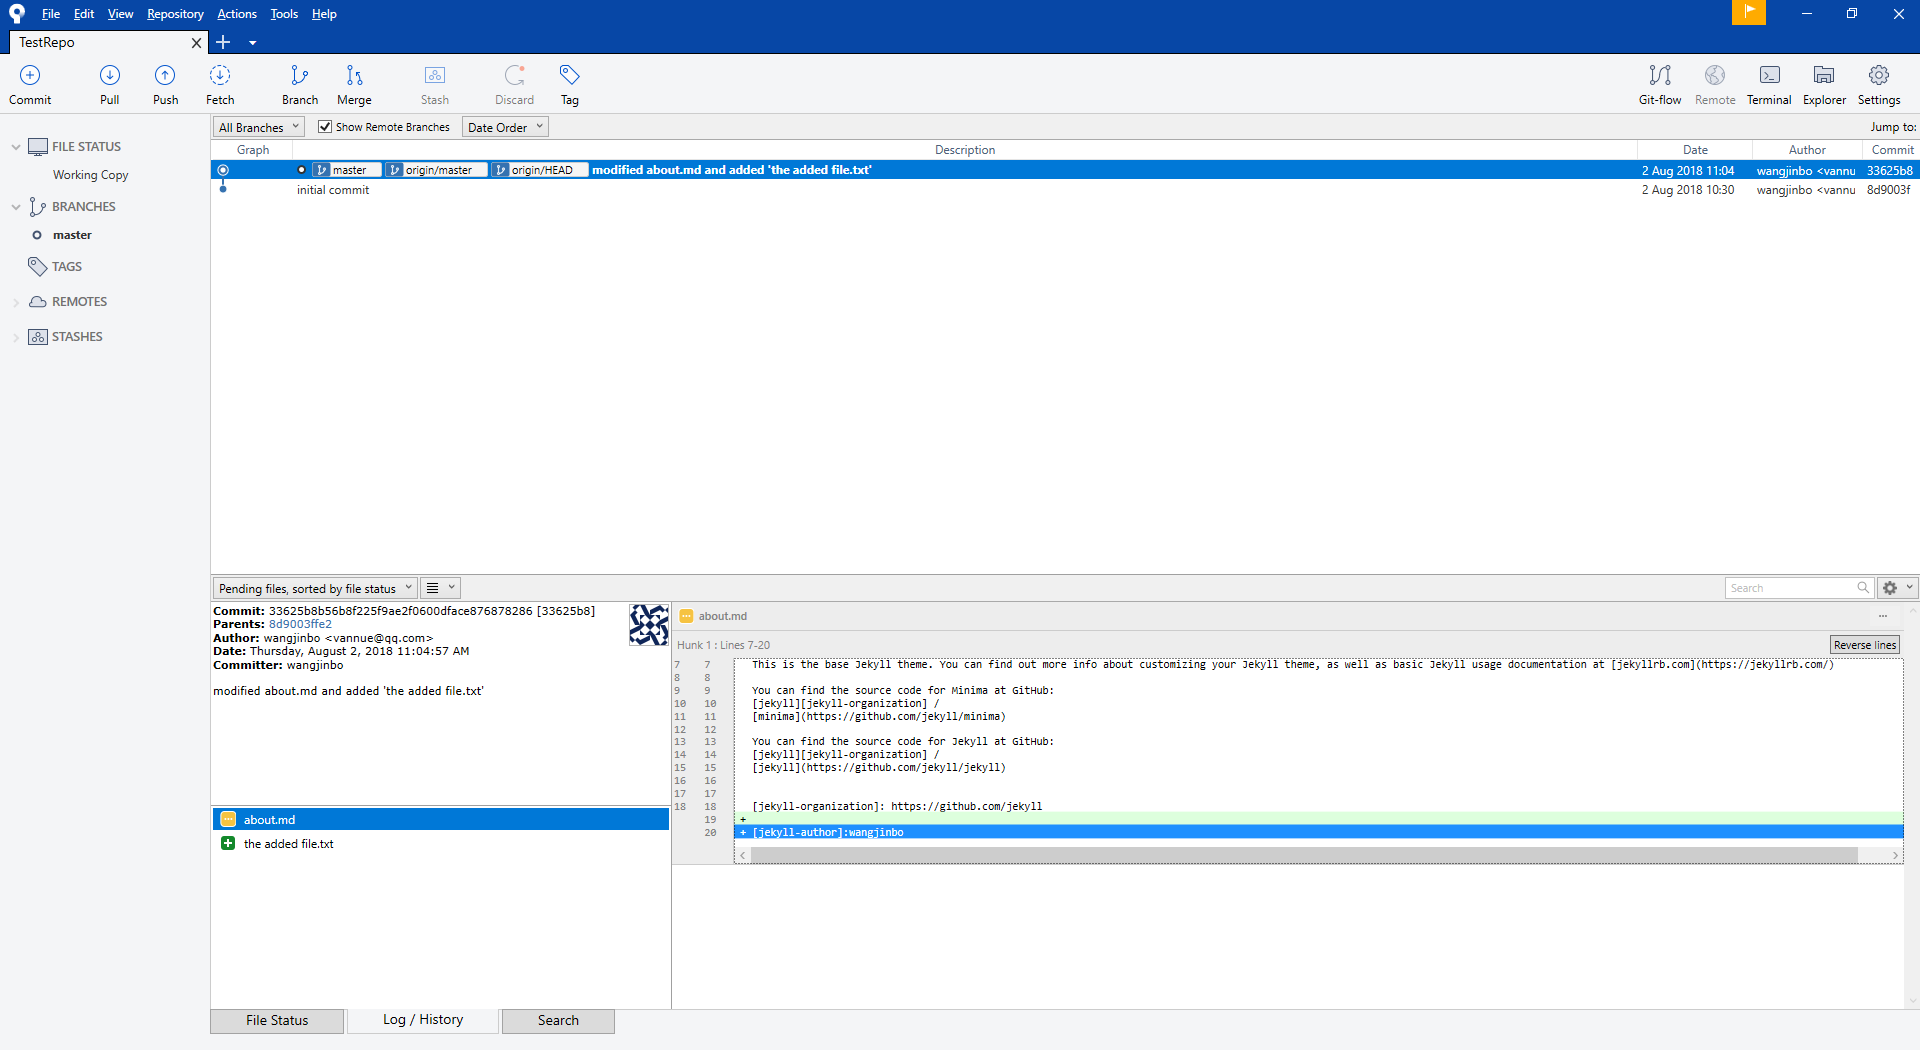 File Edit View Repository Actions Tools Help
TestRepo
Commit Pull Push Fetch Branch Merge Stash Discard Tag Git-flow Remote Terminal Explorer Settings
All Branches Show Remote Branches Date Order Jump to:
Graph Description Date Author Commit
master origin/master origin/HEAD modified about.md and added 'the added file.txt' 2 Aug 2018 11:04 wangjinbo <vannu 33625b8
initial commit 2 Aug 2018 10:30 wangjinbo <vannu 8d9003f
FILE STATUS
Working Copy
BRANCHES
master
TAGS
REMOTES
STASHES
Pending files, sorted by file status
Search
Commit: 33625b8b56b8f225f9ae2f0600dface876878286 [33625b8]
Parents: 8d9003ffe2
Author: wangjinbo <vannue@qq.com>
Date: Thursday, August 2, 2018 11:04:57 AM
Committer: wangjinbo
modified about.md and added 'the added file.txt'
about.md
the added file.txt
about.md
Hunk 1 : Lines 7-20
Reverse lines
7 7 This is the base Jekyll theme. You can find out more info about customizing your Jekyll theme, as well as basic Jekyll usage documentation at [jekyllrb.com](https://jekyllrb.com/)
8 8
9 9 You can find the source code for Minima at GitHub:
10 10 [jekyll][jekyll-organization] /
11 11 [minima](https://github.com/jekyll/minima)
12 12
13 13 You can find the source code for Jekyll at GitHub:
14 14 [jekyll][jekyll-organization] /
15 15 [jekyll](https://github.com/jekyll/jekyll)
16 16
17 17
18 18 [jekyll-organization]: https://github.com/jekyll
19 +
20 + [jekyll-author]:wangjinbo
File Status Log / History Search